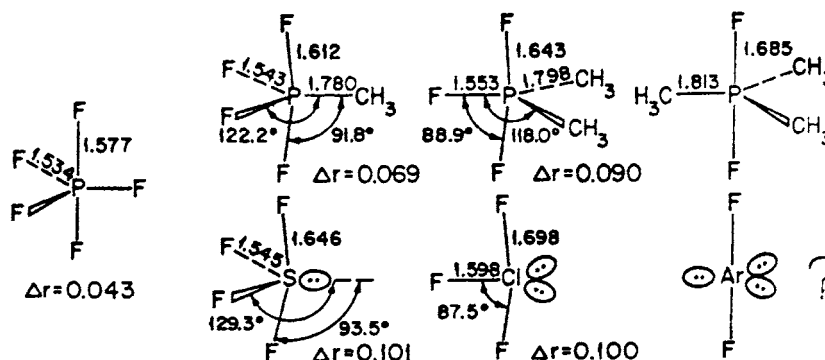 F
1.577
F
1.534
P
F
F
F
Δr=0.043
F
1.612
F
1.543
1.780
P
CH3
F
122.2°
91.8°
F
Δr=0.069
F
1.643
1.553
1.798
F
P
CH3
88.9°
118.0°
CH3
F
Δr=0.090
F
1.685
1.813
CH3
H3C
P
CH3
F
F
1.646
F
1.545
S
F
129.3°
93.5°
F
Δr=0.101
F
1.698
1.598
F
Cl
87.5°
F
Δr=0.100
F
Ar
F